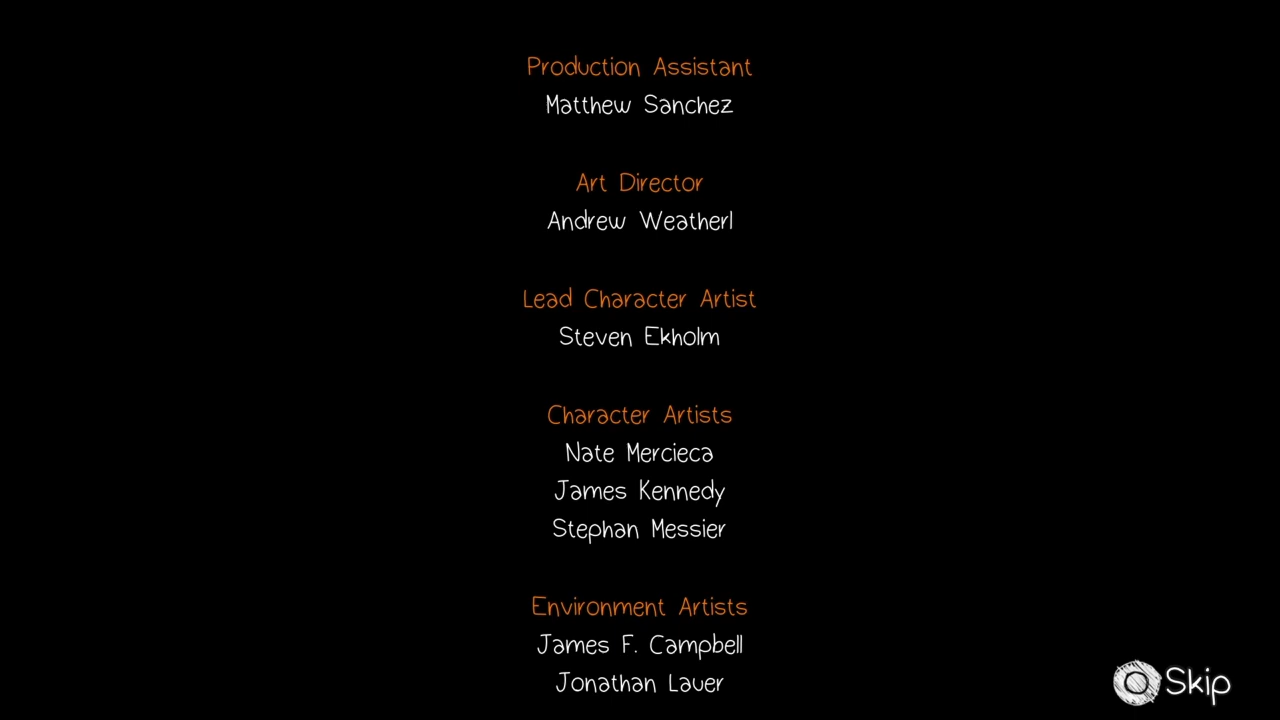 Production Assistant
Matthew Sanchez
Art Director
Andrew Weatherl
Lead Character Artist
Steven Ekholm
Character Artists
Nate Mercieca
James Kennedy
Stephan Messier
Environment Artists
James F. Campbell
Jonathan Lauer
Skip